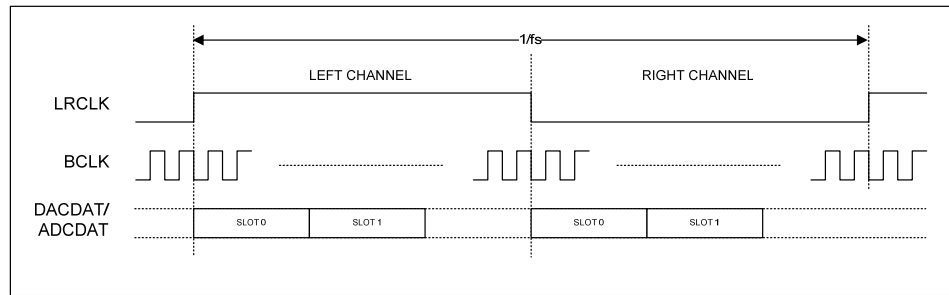 1/fs
LEFT CHANNEL RIGHT CHANNEL
LRCLK
BCLK
DACDAT/
ADCDAT
SLOT 0 SLOT 1 SLOT 0 SLOT 1